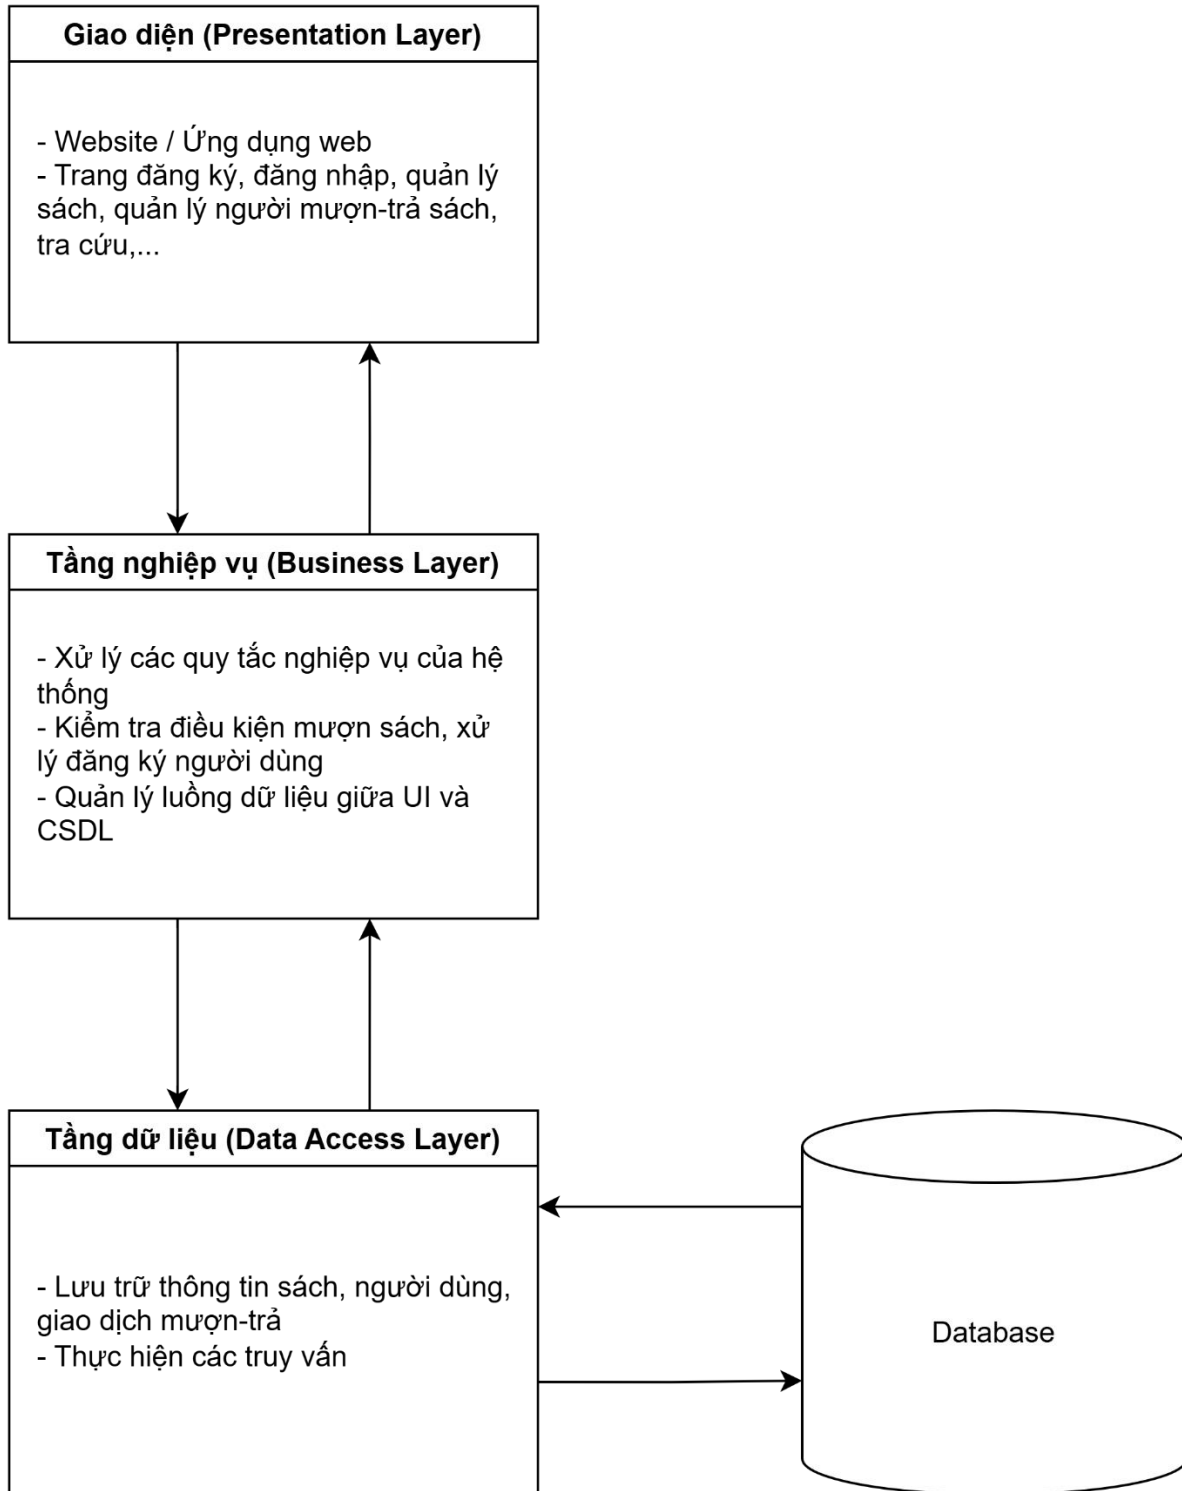 Giao diện (Presentation Layer)
- Website / Ứng dụng web
- Trang đăng ký, đăng nhập, quản lý
sách, quản lý người mượn-trả sách,
tra cứu,...
Tầng nghiệp vụ (Business Layer)
- Xử lý các quy tắc nghiệp vụ của hệ
thống
- Kiểm tra điều kiện mượn sách, xử
lý đăng ký người dùng
- Quản lý luồng dữ liệu giữa UI và
CSDL
Tầng dữ liệu (Data Access Layer)
- Lưu trữ thông tin sách, người dùng,
giao dịch mượn-trả
- Thực hiện các truy vấn
Database